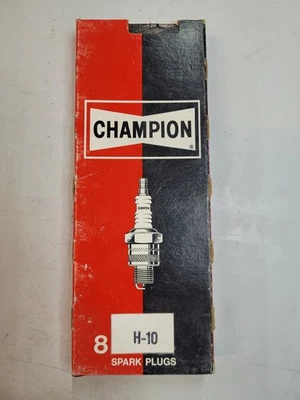 CHAMPION
®
8 H-10
SPARK PLUGS